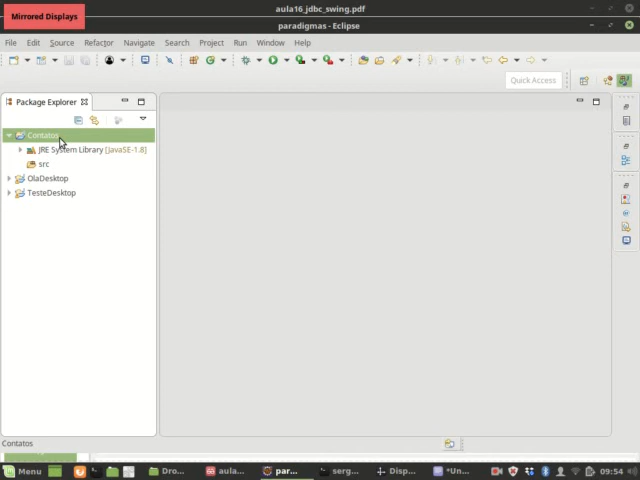 aula16_jdbc_swing.pdf
Mirrored Displays
paradigmas - Eclipse
File Edit Source Refactor Navigate Search Project Run Window Help
Quick Access
Package Explorer
Contatos
JRE System Library [JavaSE-1.8]
src
OlaDesktop
TesteDesktop
Contatos
Menu Dro... aula... par... serg... Disp... *Un... 09:54